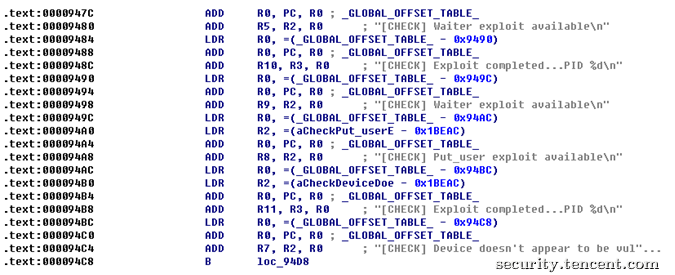 .text:0000947C ADD R0, PC, R0 ; _GLOBAL_OFFSET_TABLE_
.text:00009480 ADD R5, R2, R0 ; "[CHECK] Waiter exploit available\n"
.text:00009484 LDR R0, =(_GLOBAL_OFFSET_TABLE_ - 0x9490)
.text:00009488 ADD R0, PC, R0 ; _GLOBAL_OFFSET_TABLE_
.text:0000948C ADD R10, R3, R0 ; "[CHECK] Exploit completed...PID %d\n"
.text:00009490 LDR R0, =(_GLOBAL_OFFSET_TABLE_ - 0x949C)
.text:00009494 ADD R0, PC, R0 ; _GLOBAL_OFFSET_TABLE_
.text:00009498 ADD R9, R2, R0 ; "[CHECK] Waiter exploit available\n"
.text:0000949C LDR R0, =(_GLOBAL_OFFSET_TABLE_ - 0x94AC)
.text:000094A0 LDR R2, =(aCheckPut_userE - 0x1BEAC)
.text:000094A4 ADD R0, PC, R0 ; _GLOBAL_OFFSET_TABLE_
.text:000094A8 ADD R8, R2, R0 ; "[CHECK] Put_user exploit available\n"
.text:000094AC LDR R0, =(_GLOBAL_OFFSET_TABLE_ - 0x94BC)
.text:000094B0 LDR R2, =(aCheckDeviceDoe - 0x1BEAC)
.text:000094B4 ADD R0, PC, R0 ; _GLOBAL_OFFSET_TABLE_
.text:000094B8 ADD R11, R3, R0 ; "[CHECK] Exploit completed...PID %d\n"
.text:000094BC LDR R0, =(_GLOBAL_OFFSET_TABLE_ - 0x94C8)
.text:000094C0 ADD R0, PC, R0 ; _GLOBAL_OFFSET_TABLE_
.text:000094C4 ADD R7, R2, R0 ; "[CHECK] Device doesn't appear to be vul"...
.text:000094C8 B loc_94D8
security.tencent.com